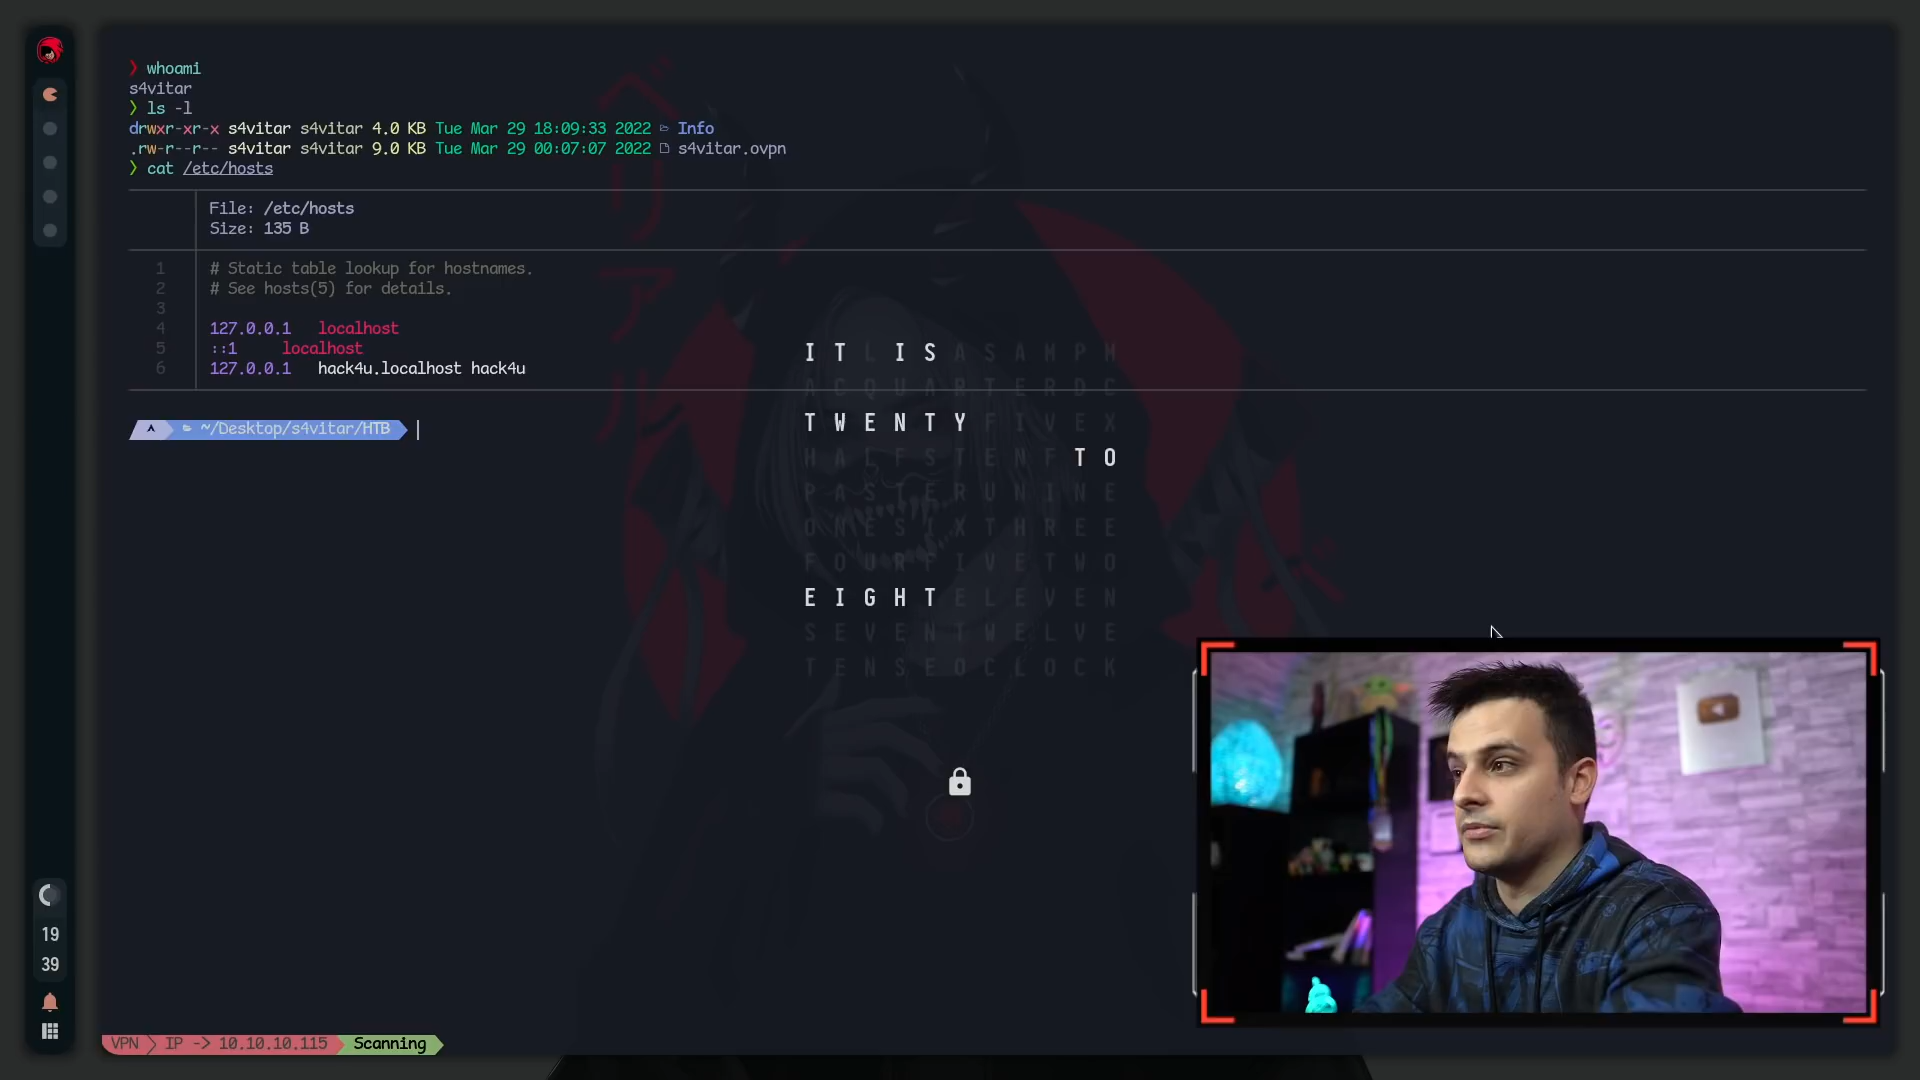 ❯ whoami
s4vitar
❯ ls -l
drwxr-xr-x s4vitar s4vitar 4.0 KB Tue Mar 29 18:09:33 2022 Info
.rw-r--r-- s4vitar s4vitar 9.0 KB Tue Mar 29 00:07:07 2022 s4vitar.ovpn
❯ cat /etc/hosts
File: /etc/hosts
Size: 135 B
1 # Static table lookup for hostnames.
2 # See hosts(5) for details.
3
4 127.0.0.1 localhost
5 ::1 localhost
6 127.0.0.1 hack4u.localhost hack4u
~/Desktop/s4vitar/HTB
ベリアル
I T L I S A S A M P M
A C Q U A R T E R D C
T W E N T Y F I V E X
H A L F S T E N F T O
P A S T E R U N I N E
O N E S I X T H R E E
F O U R F I V E T W O
E I G H T E L E V E N
S E V E N T W E L V E
T E N S E O C L O C K
19
39
VPN IP -> 10.10.10.115 Scanning